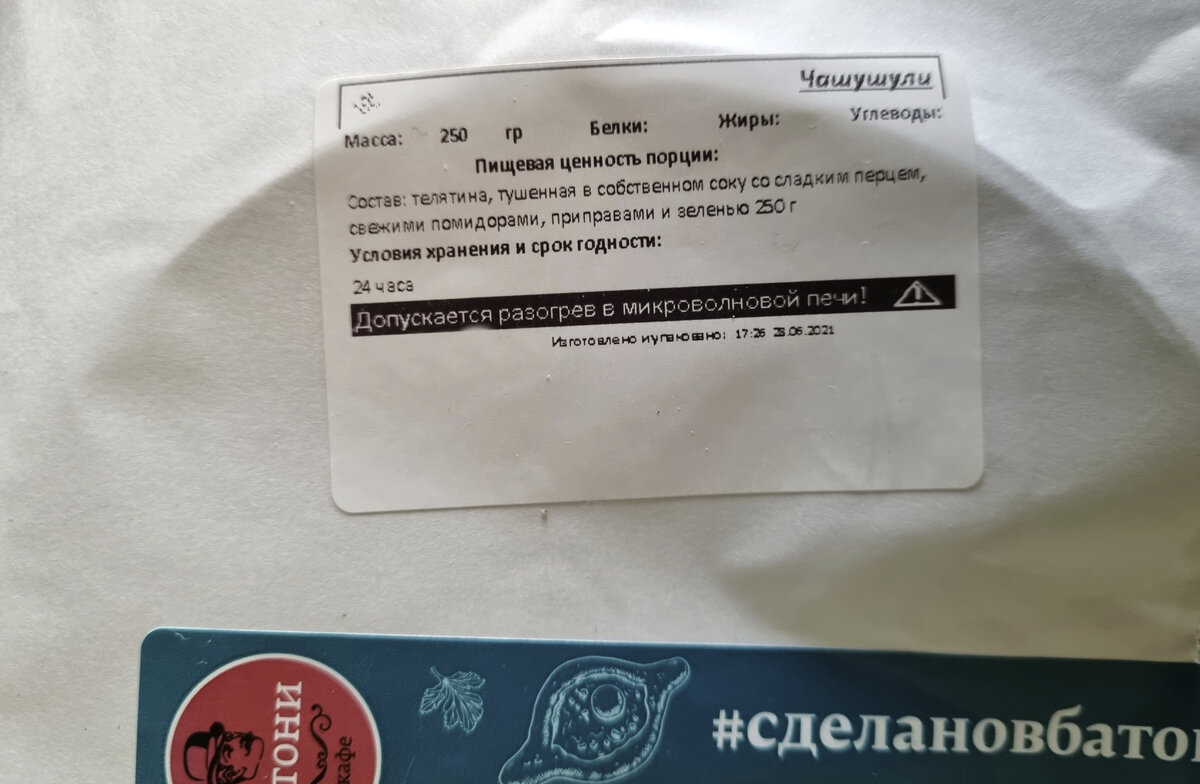 Чашушули
Масса: 250 гр Белки: Жиры: Углеводы:
Пищевая ценность порции:
Состав: телятина, тушенная в собственном соку со сладким перцем,
свежими помидорами, приправами и зеленью 250 г
Условия хранения и срок годности:
24 часа
Допускается разогрев в микроволновой печи!
Изготовлено и упаковано: 17:26 28.06.2021
#сделановбато
ТОНИ
кафе